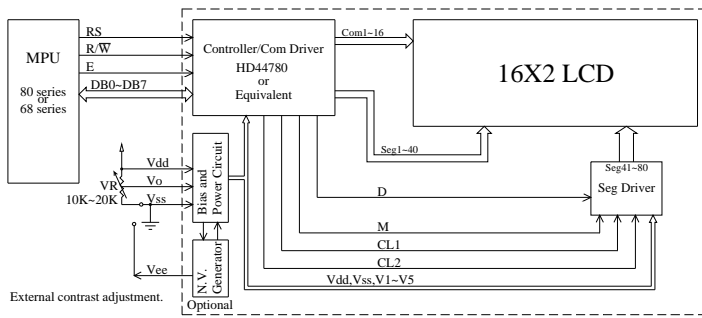 MPU
80 series
or
68 series
RS
R/W
E
DB0~DB7
Controller/Com Driver
HD44780
or
Equivalent
Com1~16
16X2 LCD
Seg1~40
Seg41~80
Seg Driver
D
M
CL1
CL2
Vdd,Vss,V1~V5
Bias and
Power Circuit
Vdd
Vo
Vss
VR
10K~20K
N.V.
Generator
Vee
Optional
External contrast adjustment.